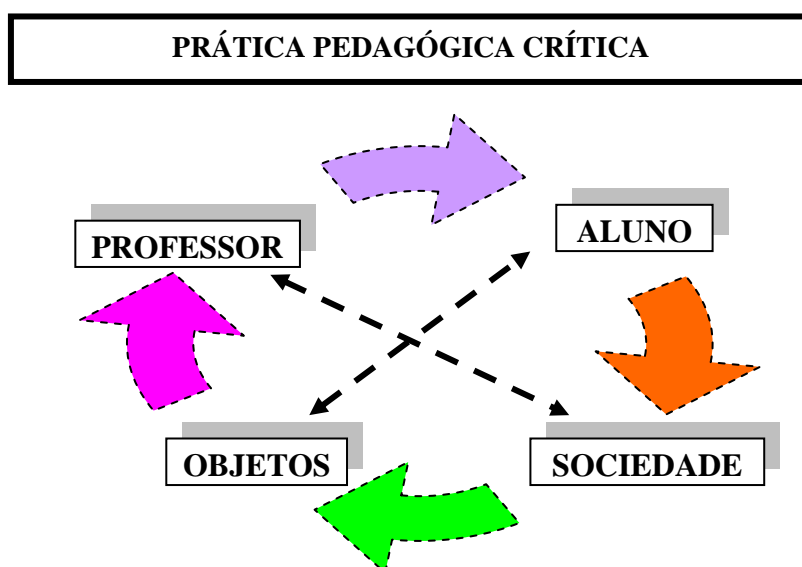 PRÁTICA PEDAGÓGICA CRÍTICA
PROFESSOR
ALUNO
OBJETOS
SOCIEDADE